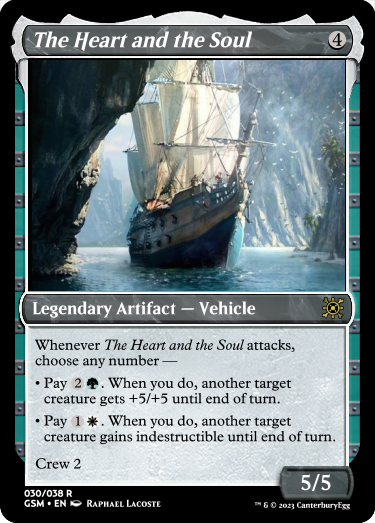 The Heart and the Soul 4
Legendary Artifact — Vehicle
Whenever The Heart and the Soul attacks,
choose any number —
• Pay 2 . When you do, another target
creature gets +5/+5 until end of turn.
• Pay 1 . When you do, another target
creature gains indestructible until end of turn.
Crew 2
5/5
030/038 R
GSM • EN Raphael Lacoste
™ & © 2023 CanterburyEgg